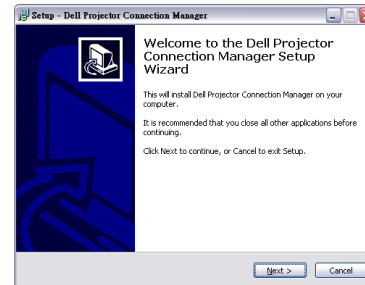 Setup - Dell Projector Connection Manager
Welcome to the Dell Projector
Connection Manager Setup
Wizard
This will install Dell Projector Connection Manager on your
computer.
It is recommended that you close all other applications before
continuing.
Click Next to continue, or Cancel to exit Setup.
Next >
Cancel